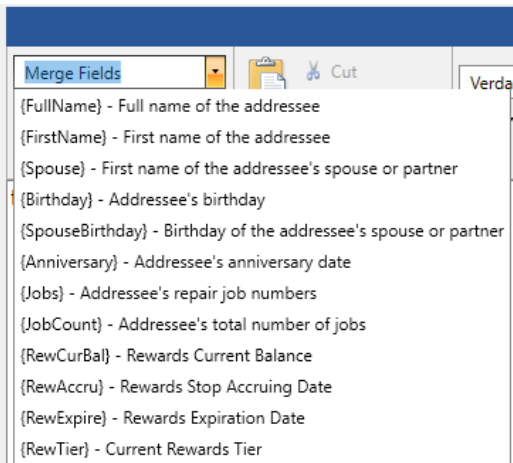 Merge Fields
Cut
Verda
{FullName} - Full name of the addressee
{FirstName} - First name of the addressee
{Spouse} - First name of the addressee's spouse or partner
{Birthday} - Addressee's birthday
{SpouseBirthday} - Birthday of the addressee's spouse or partner
{Anniversary} - Addressee's anniversary date
{Jobs} - Addressee's repair job numbers
{JobCount} - Addressee's total number of jobs
{RewCurBal} - Rewards Current Balance
{RewAccru} - Rewards Stop Accruing Date
{RewExpire} - Rewards Expiration Date
{RewTier} - Current Rewards Tier